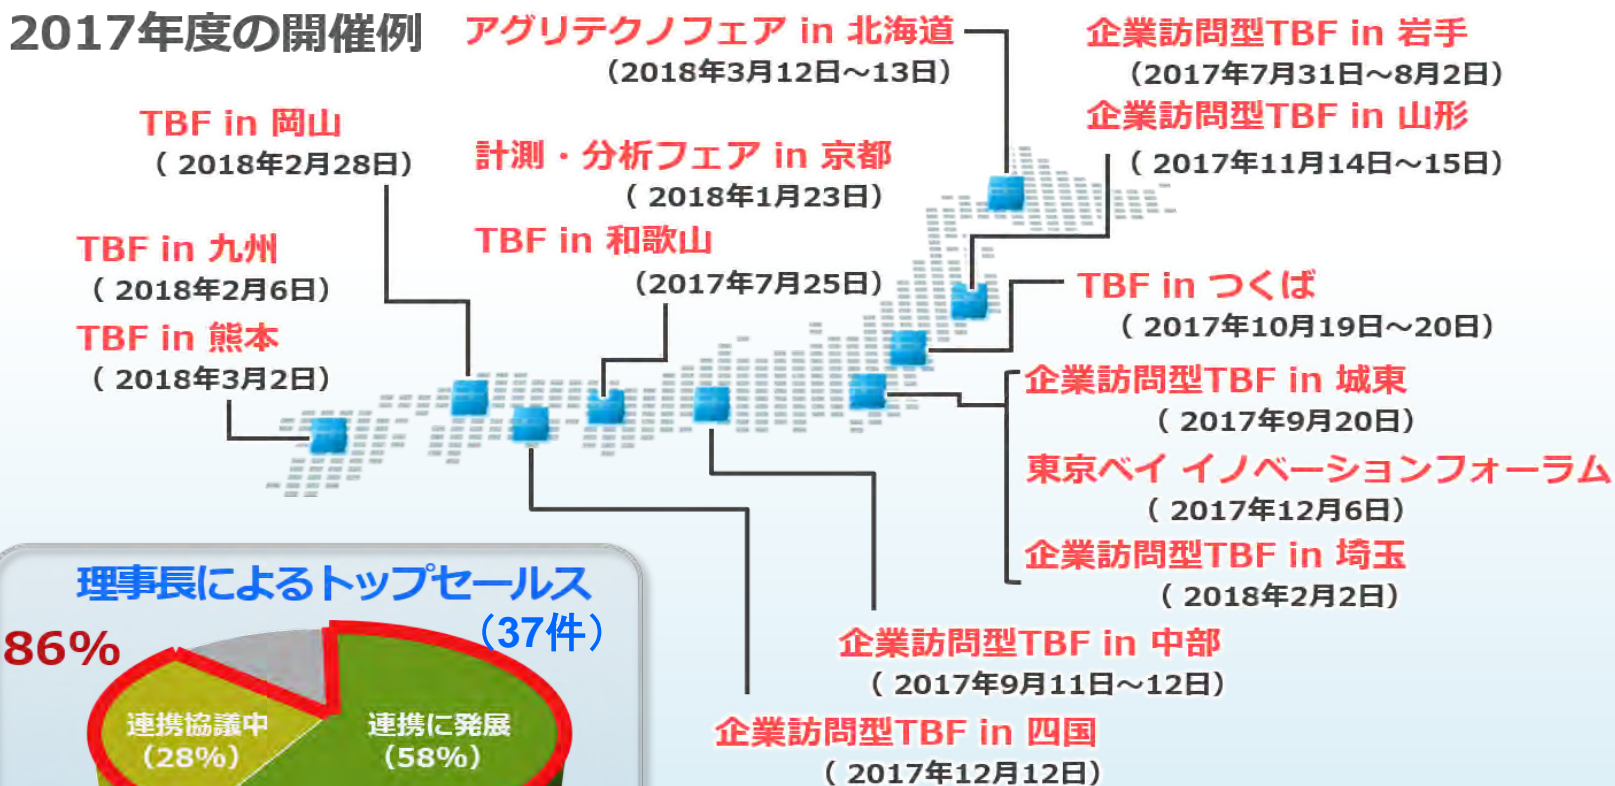 2017年度の開催例
アグリテクノフェア in 北海道
（2018年3月12日～13日）
企業訪問型TBF in 岩手
（2017年7月31日～8月2日）
企業訪問型TBF in 山形
（ 2017年11月14日～15日）
TBF in 岡山
（ 2018年2月28日）
計測・分析フェア in 京都
（ 2018年1月23日）
TBF in 和歌山
（2017年7月25日）
TBF in 九州
（ 2018年2月6日）
TBF in 熊本
（ 2018年3月2日）
TBF in つくば
（ 2017年10月19日～20日）
企業訪問型TBF in 城東
（ 2017年9月20日）
東京ベイ イノベーションフォーラム
（ 2017年12月6日）
企業訪問型TBF in 埼玉
（ 2018年2月2日）
企業訪問型TBF in 中部
（ 2017年9月11日～12日）
企業訪問型TBF in 四国
（ 2017年12月12日）
理事長によるトップセールス
（37件）
86%
連携協議中
（28%）
連携に発展
（58%）